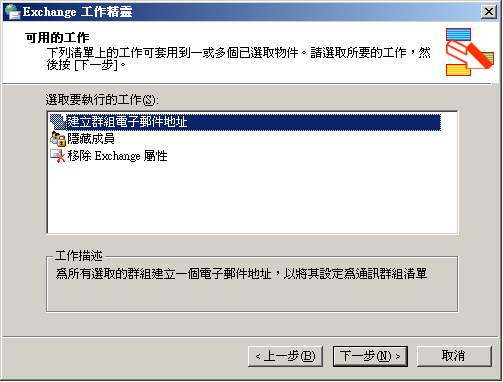 Exchange 工作精靈
可用的工作
下列清單上的工作可套用到一或多個已選取物件。請選取所要的工作，然
後按 [下一步]。
選取要執行的工作(S):
建立群組電子郵件地址
隱藏成員
移除 Exchange 屬性
工作描述
為所有選取的群組建立一個電子郵件地址，以將其設定為通訊群組清單
< 上一步(B)
下一步(N) >
取消